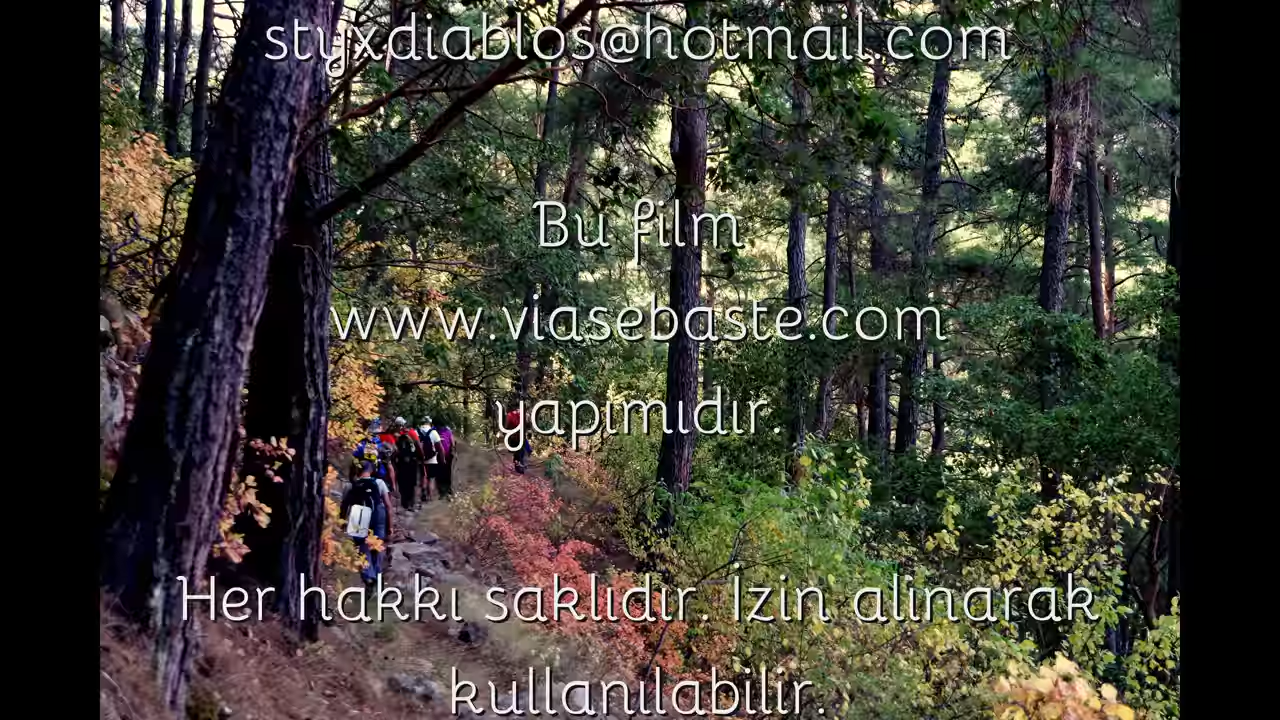 styxdiablos@hotmail.com
Bu film
www.viasebaste.com
yapımıdır.
Her hakkı saklıdır. İzin alınarak
kullanılabilir.